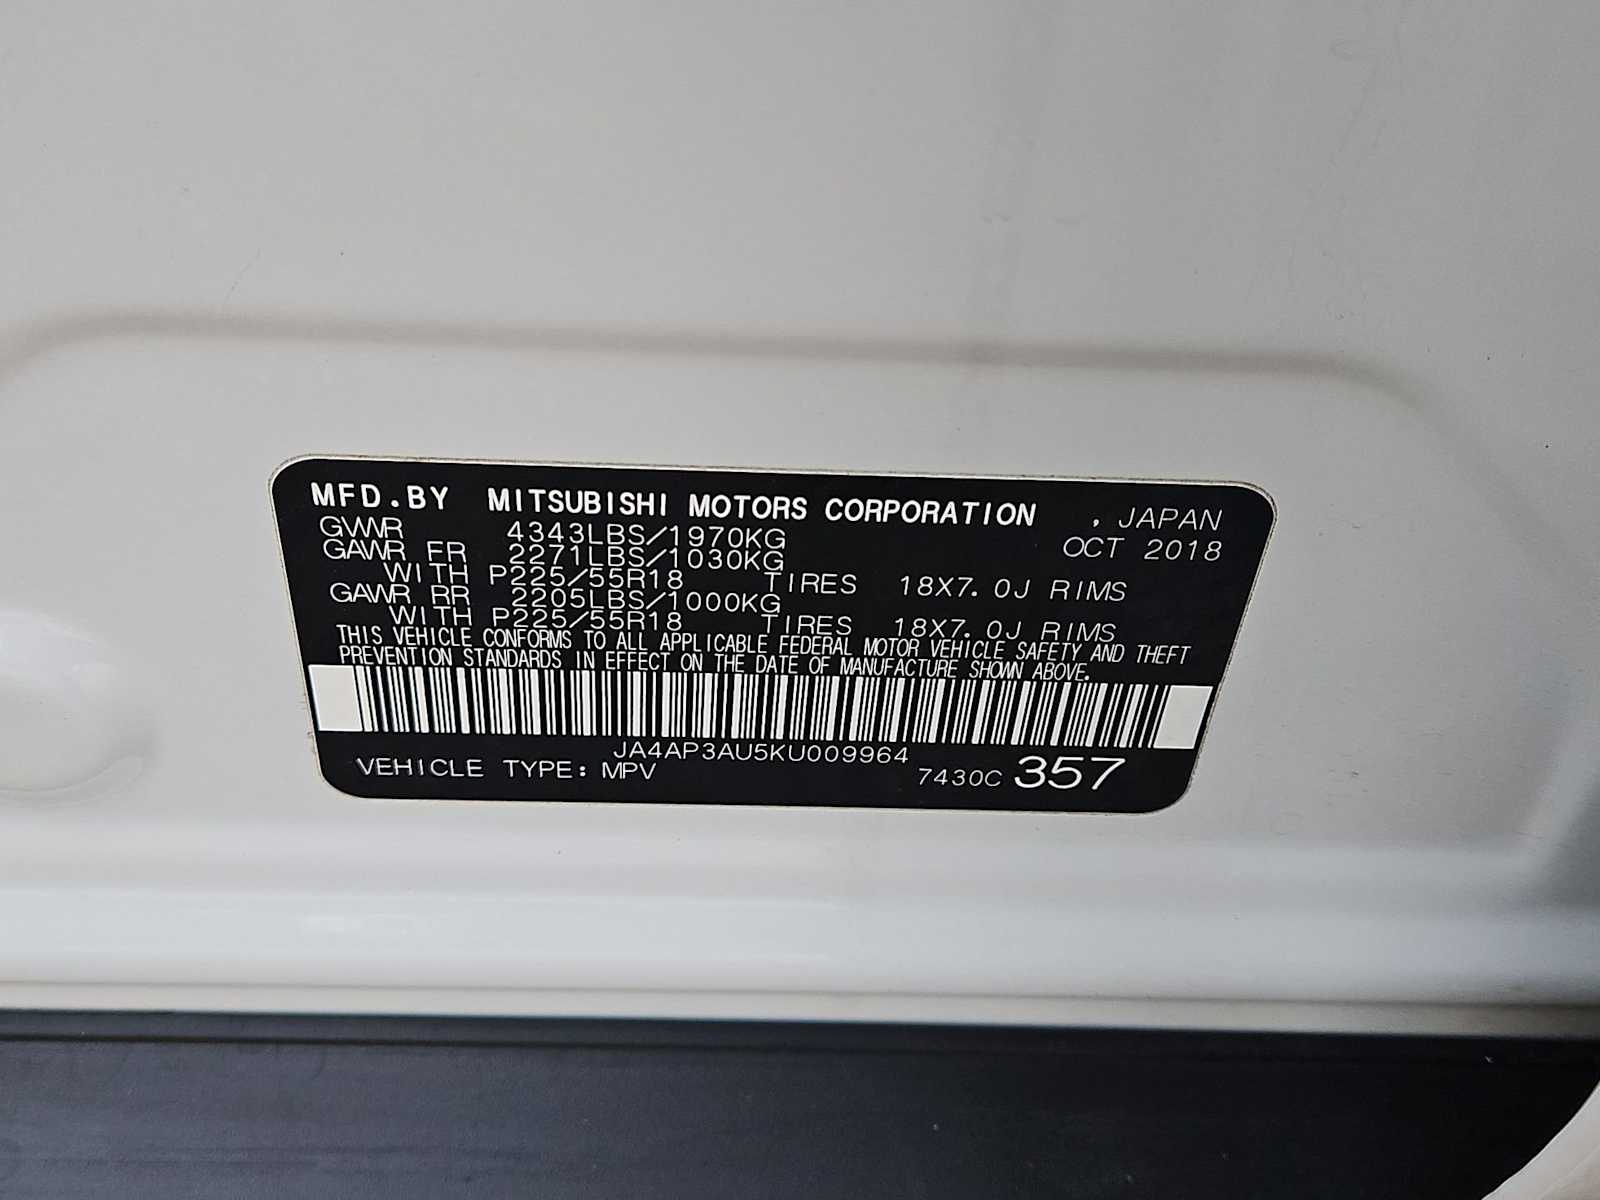 MFD.BY MITSUBISHI MOTORS CORPORATION , JAPAN
GVWR 4343LBS/1970KG OCT 2018
GAWR FR 2271LBS/1030KG
WITH P225/55R18 TIRES 18X7.0J RIMS
GAWR RR 2205LBS/1000KG
WITH P225/55R18 TIRES 18X7.0J RIMS
THIS VEHICLE CONFORMS TO ALL APPLICABLE FEDERAL MOTOR VEHICLE SAFETY AND THEFT
PREVENTION STANDARDS IN EFFECT ON THE DATE OF MANUFACTURE SHOWN ABOVE.
JA4AP3AU5KU009964
VEHICLE TYPE: MPV 7430C 357